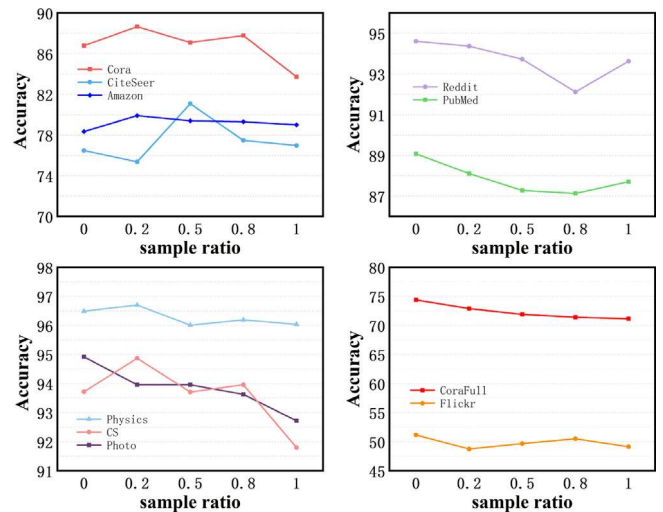 90
86
82
78
74
70
Accuracy
Cora
CiteSeer
Amazon
0 0.2 0.5 0.8 1
sample ratio
95
93
91
89
87
Accuracy
Reddit
PubMed
0 0.2 0.5 0.8 1
sample ratio
98
97
96
95
94
93
92
91
Accuracy
Physics
CS
Photo
0 0.2 0.5 0.8 1
sample ratio
80
75
70
65
60
55
50
45
Accuracy
CoraFull
Flickr
0 0.2 0.5 0.8 1
sample ratio